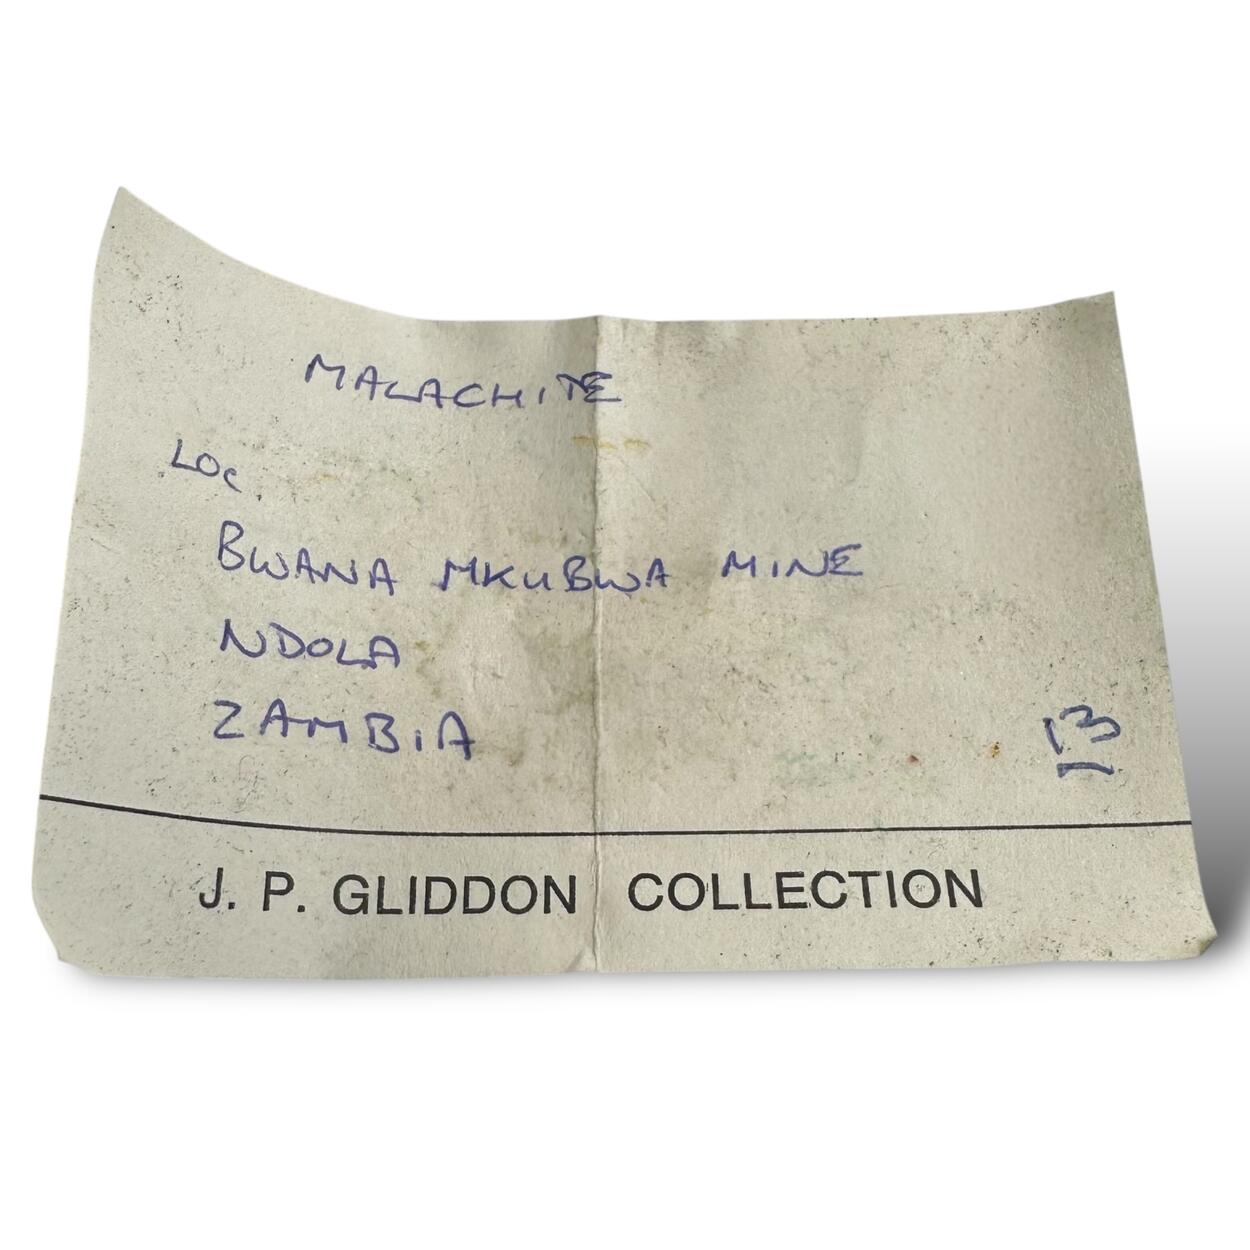 MALACHITE
LOC
BWANA MKUBWA MINE
NDOLA
ZAMBIA
13
J. P. GLIDDON COLLECTION